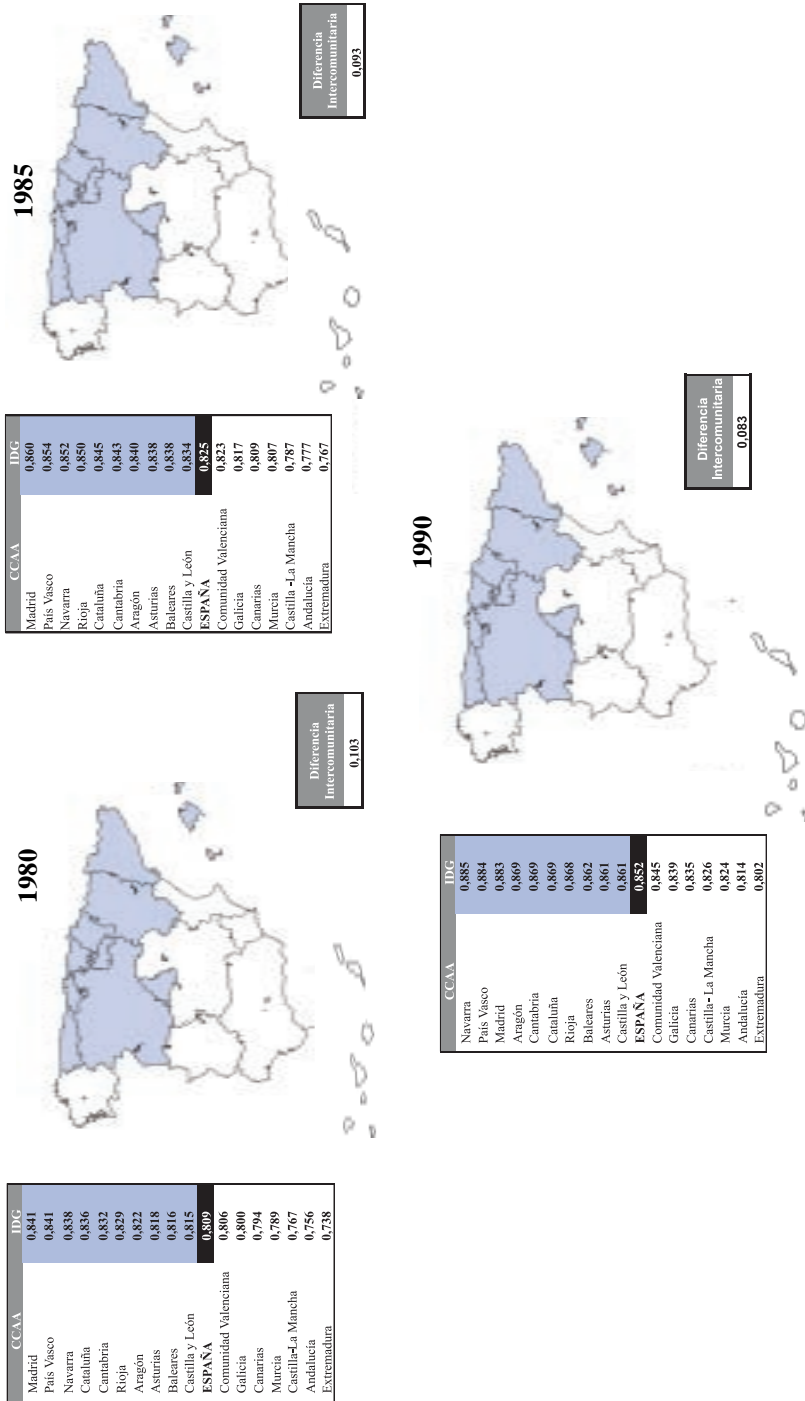 1980
CCAA IDG
Madrid 0,841
País Vasco 0,841
Navarra 0,838
Cataluña 0,836
Cantabria 0,832
Rioja 0,829
Aragón 0,822
Asturias 0,818
Baleares 0,816
Castilla y León 0,815
ESPAÑA 0,809
Comunidad Valenciana 0,806
Galicia 0,800
Canarias 0,794
Murcia 0,789
Castilla-La Mancha 0,767
Andalucía 0,756
Extremadura 0,738
Diferencia
Intercomunitaria
0,103
1985
CCAA IDG
Madrid 0,860
País Vasco 0,854
Navarra 0,852
Rioja 0,850
Cataluña 0,845
Cantabria 0,843
Aragón 0,840
Asturias 0,838
Baleares 0,838
Castilla y León 0,834
ESPAÑA 0,825
Comunidad Valenciana 0,823
Galicia 0,817
Canarias 0,809
Murcia 0,807
Castilla -La Mancha 0,787
Andalucía 0,777
Extremadura 0,767
Diferencia
Intercomunitaria
0,093
1990
CCAA IDG
Navarra 0,885
País Vasco 0,884
Madrid 0,883
Aragón 0,869
Cantabria 0,869
Cataluña 0,869
Rioja 0,868
Baleares 0,862
Asturias 0,861
Castilla y León 0,861
ESPAÑA 0,852
Comunidad Valenciana 0,845
Galicia 0,839
Canarias 0,835
Castilla - La Mancha 0,826
Murcia 0,824
Andalucía 0,814
Extremadura 0,802
Diferencia
Intercomunitaria
0,083